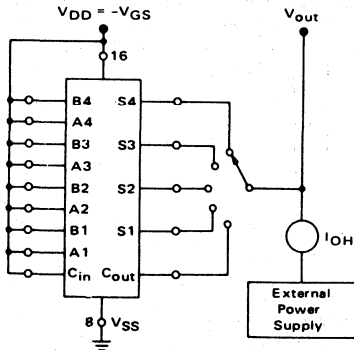 VDD = -VGS
Vout
16
B4 S4
A4
B3 S3
A3
B2 S2
A2
B1 S1
A1
Cin Cout
IOH
8 VSS
External
Power
Supply